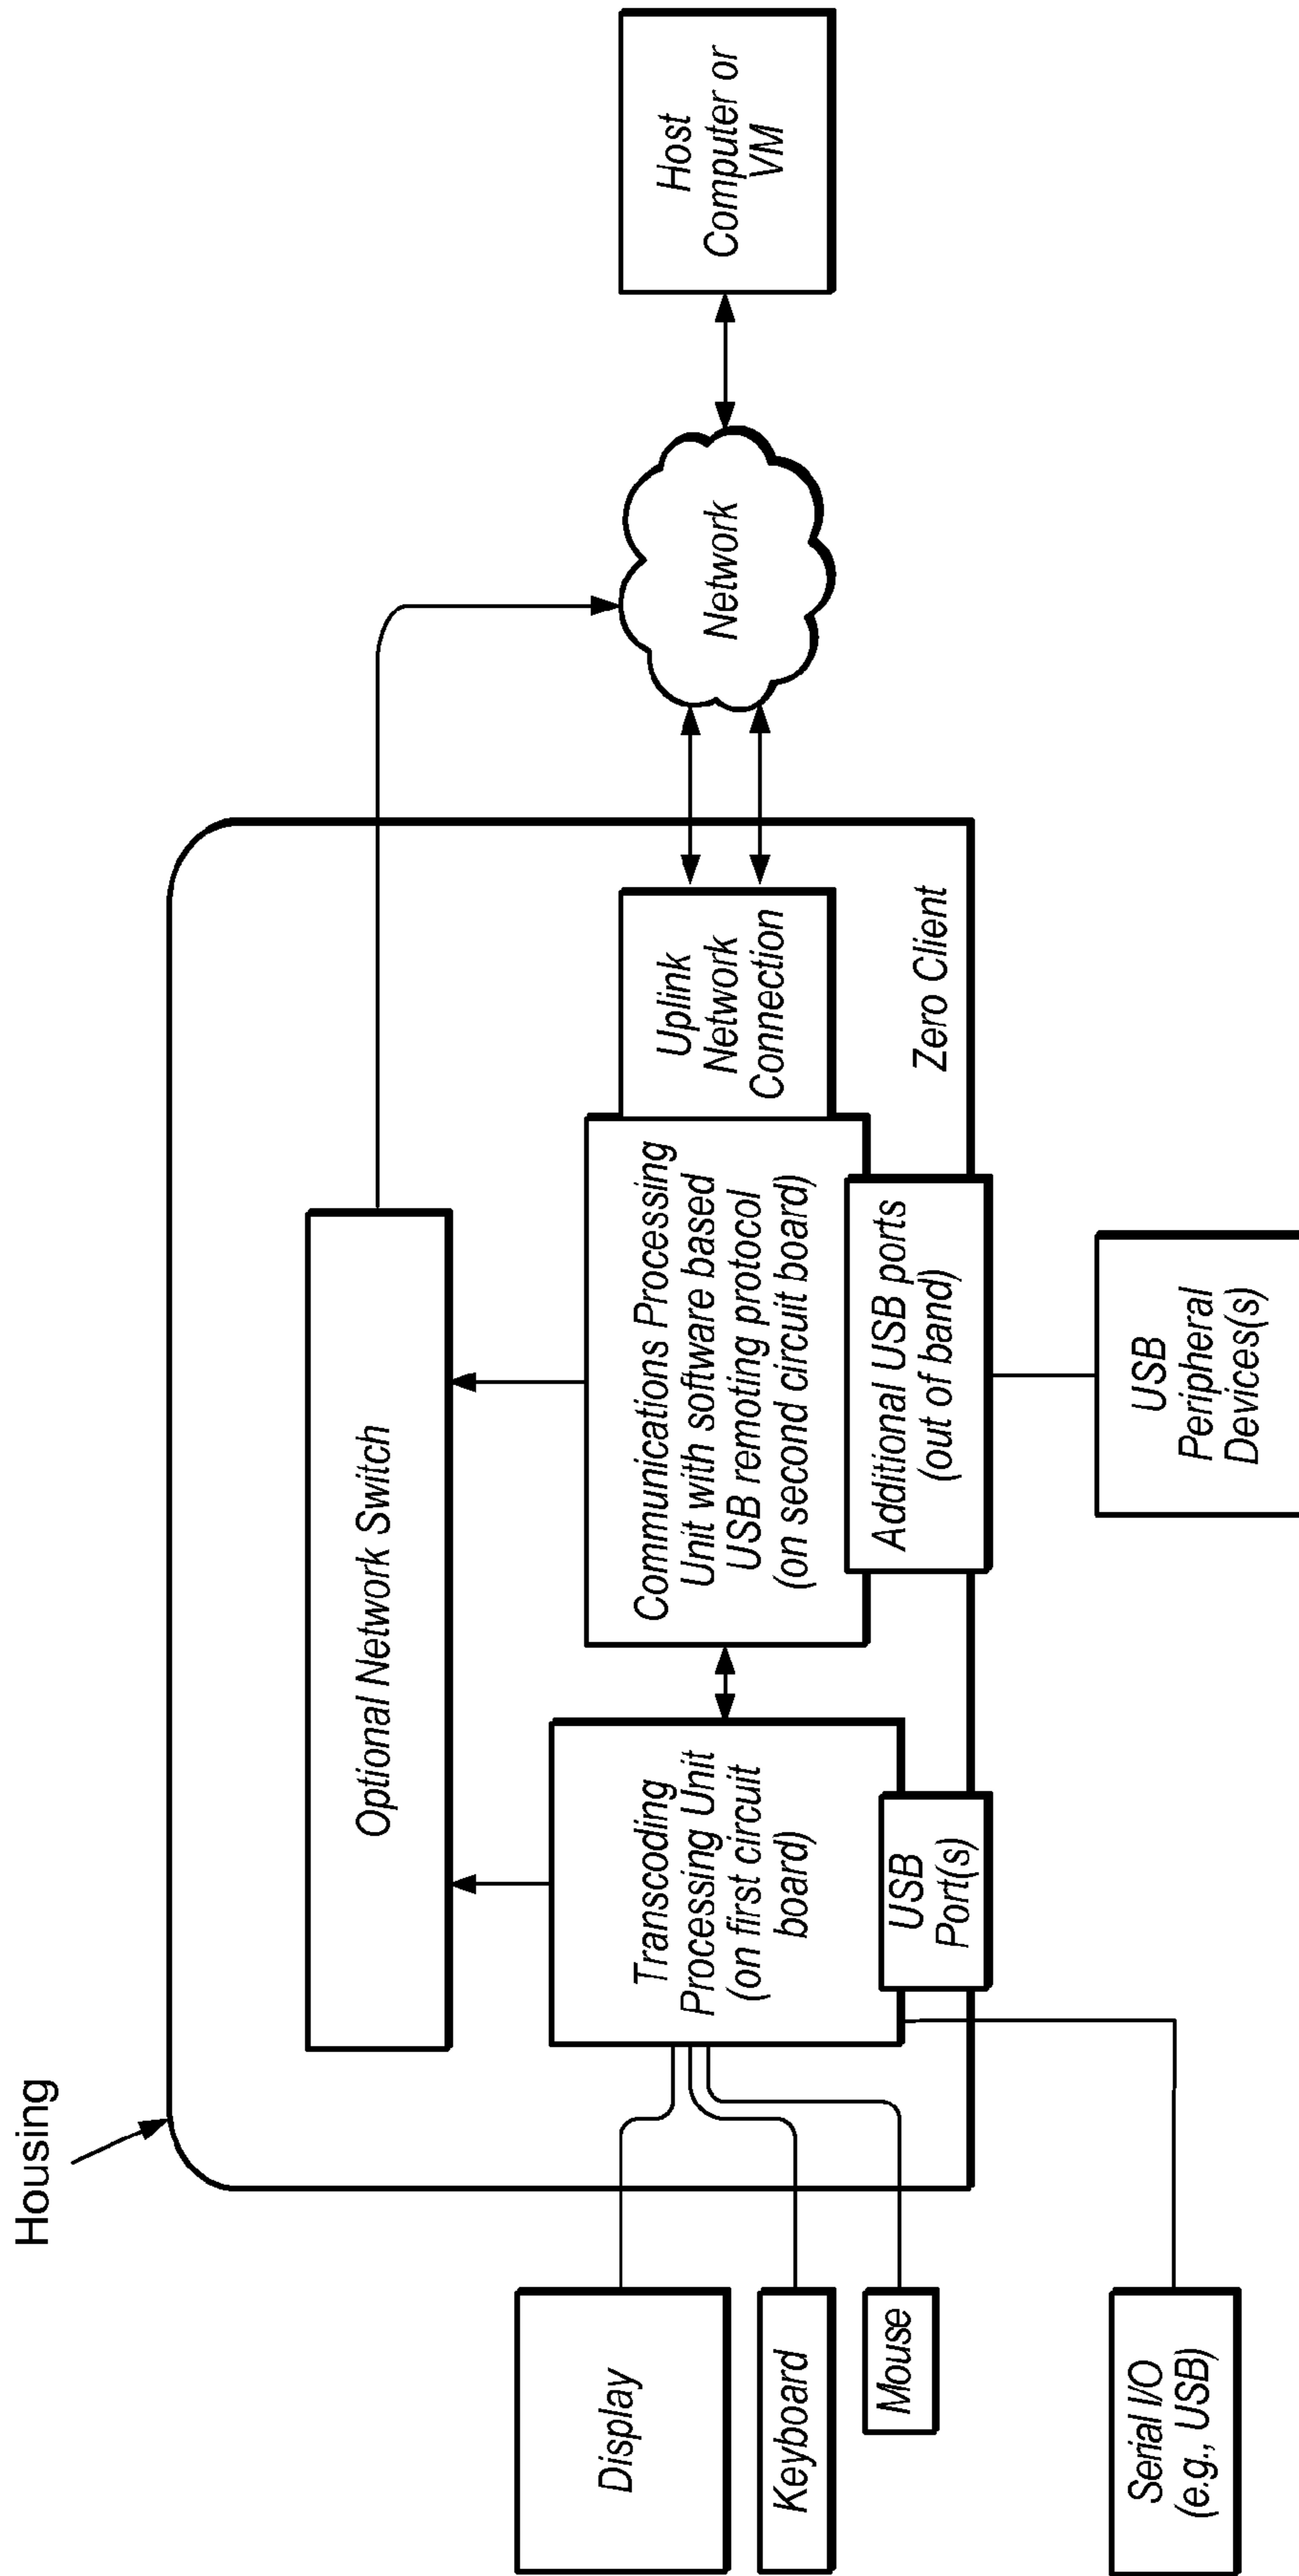 Housing
Optional Network Switch
Display
Keyboard
Mouse
Serial I/O
(e.g., USB)
Transcoding
Processing Unit
(on first circuit
board)
USB
Port(s)
Communications Processing
Unit with software based
USB remoting protocol
(on second circuit board)
Additional USB ports
(out of band)
USB
Peripheral
Devices(s)
Uplink
Network
Connection
Zero Client
Network
Host
Computer or
VM